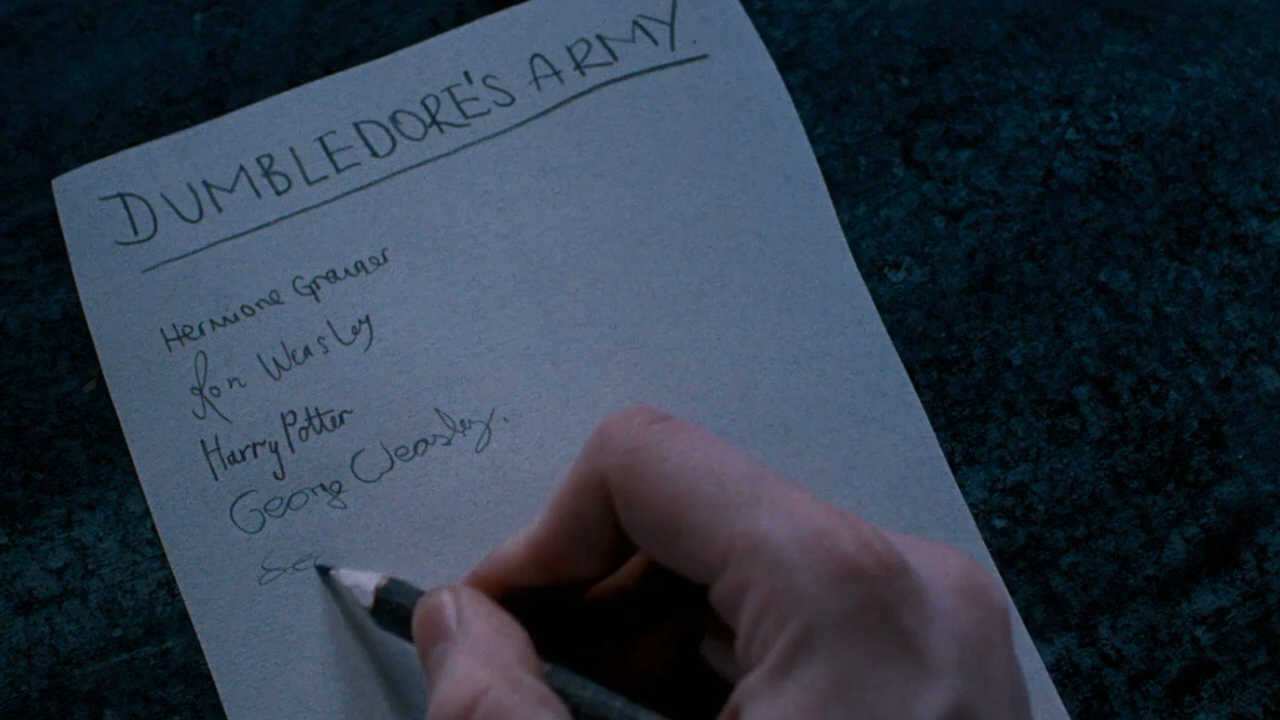 DUMBLEDORE'S ARMY.
Hermione Granger
Ron Weasley
Harry Potter
George Weasley.